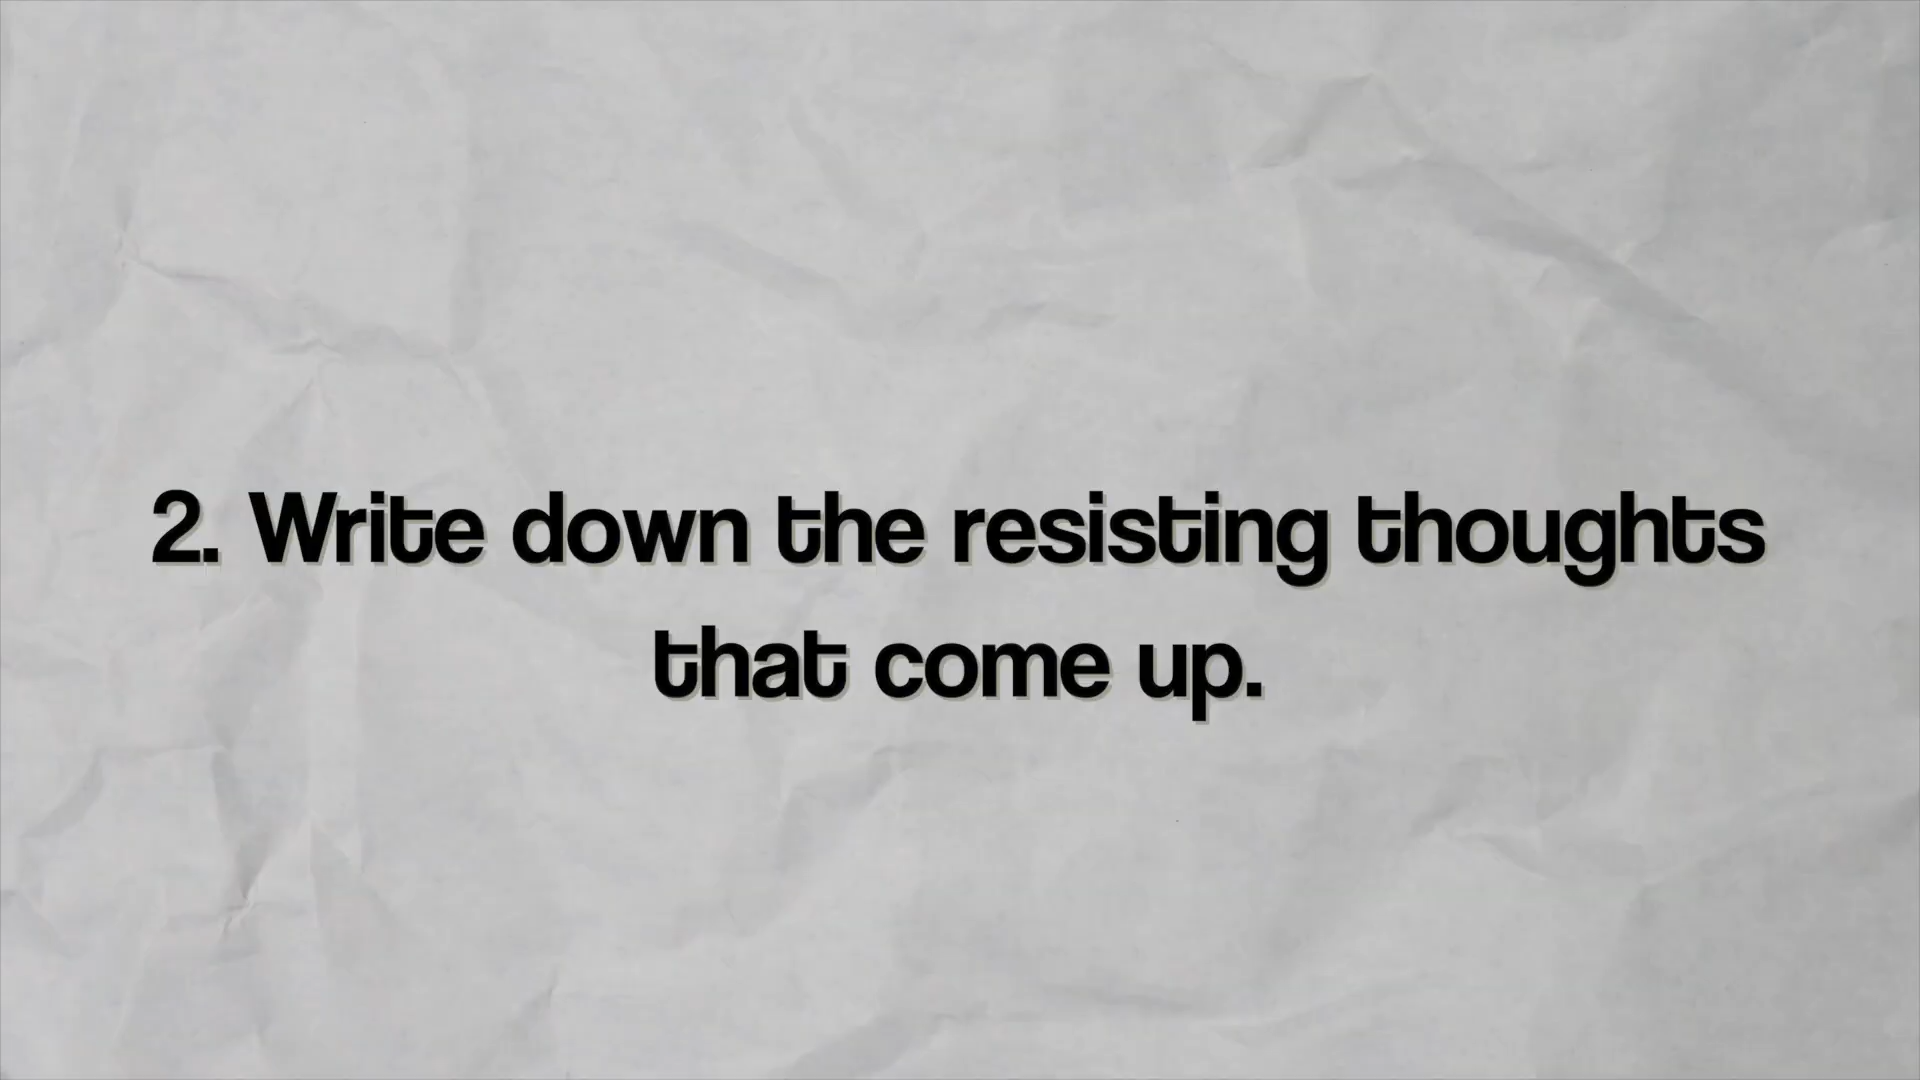 2. Write down the resisting thoughts
that come up.